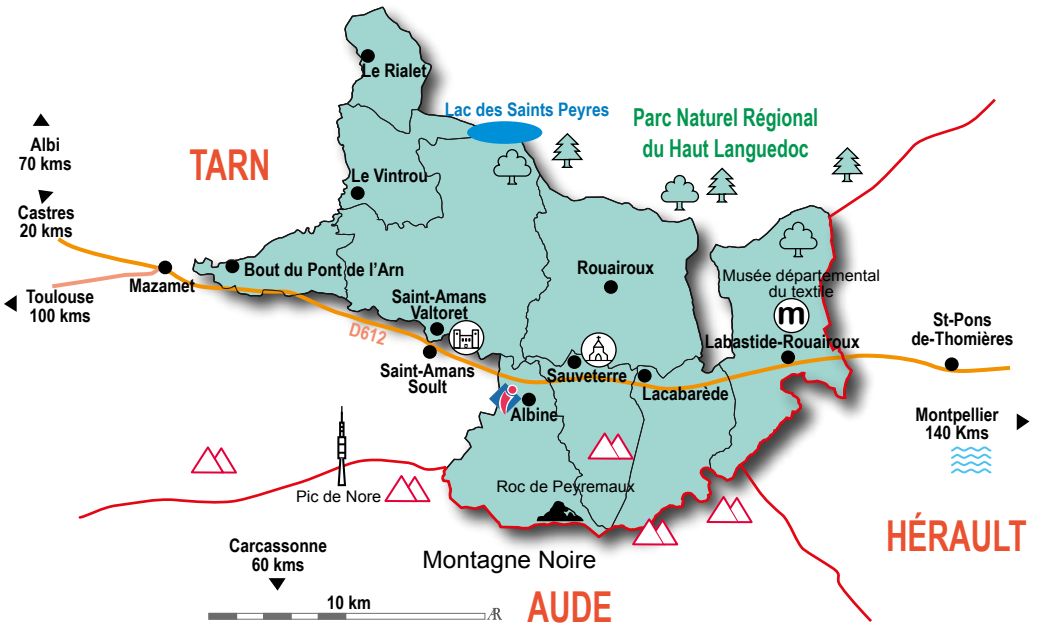 Le Rialet
Lac des Saints Peyres
Parc Naturel Régional
du Haut Languedoc
Albi
70 kms
TARN
Castres
20 kms
Le Vintrou
Bout du Pont de l'Arn
Mazamet
Toulouse
100 kms
Rouairoux
Musée départemental
du textile
m
Saint-Amans
Valtoret
D612
Saint-Amans
Soult
Sauveterre
Lacabarède
Labastide-Rouairoux
St-Pons
de-Thomières
Albine
Montpellier
140 Kms
Pic de Nore
Roc de Peyremaux
Montagne Noire
HÉRAULT
Carcassonne
60 kms
10 km
AUDE